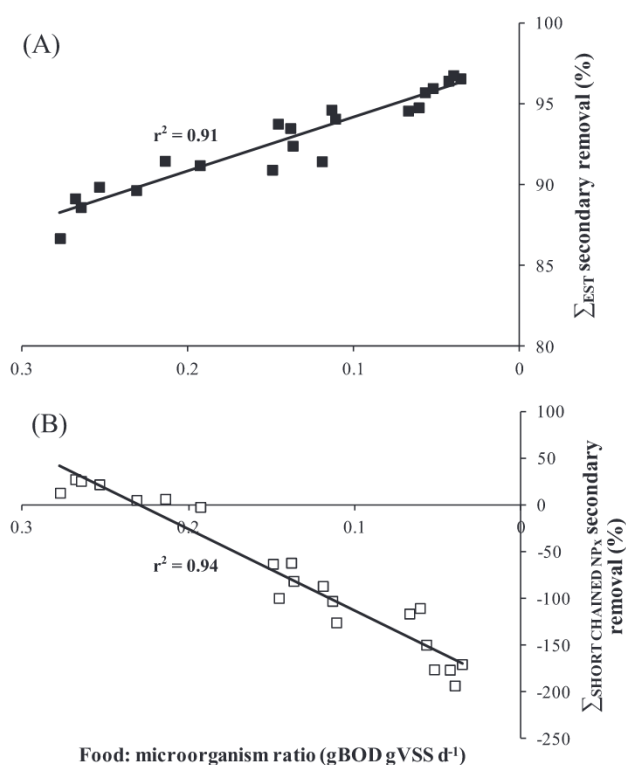 (A)
r² = 0.91
100
95
90
85
80
∑EST secondary removal (%)
0.3
0.2
0.1
0
(B)
r² = 0.94
100
50
0
-50
-100
-150
-200
-250
∑SHORT CHAINED NPx secondary
removal (%)
0.3
0.2
0.1
0
Food: microorganism ratio (gBOD gVSS d⁻¹)